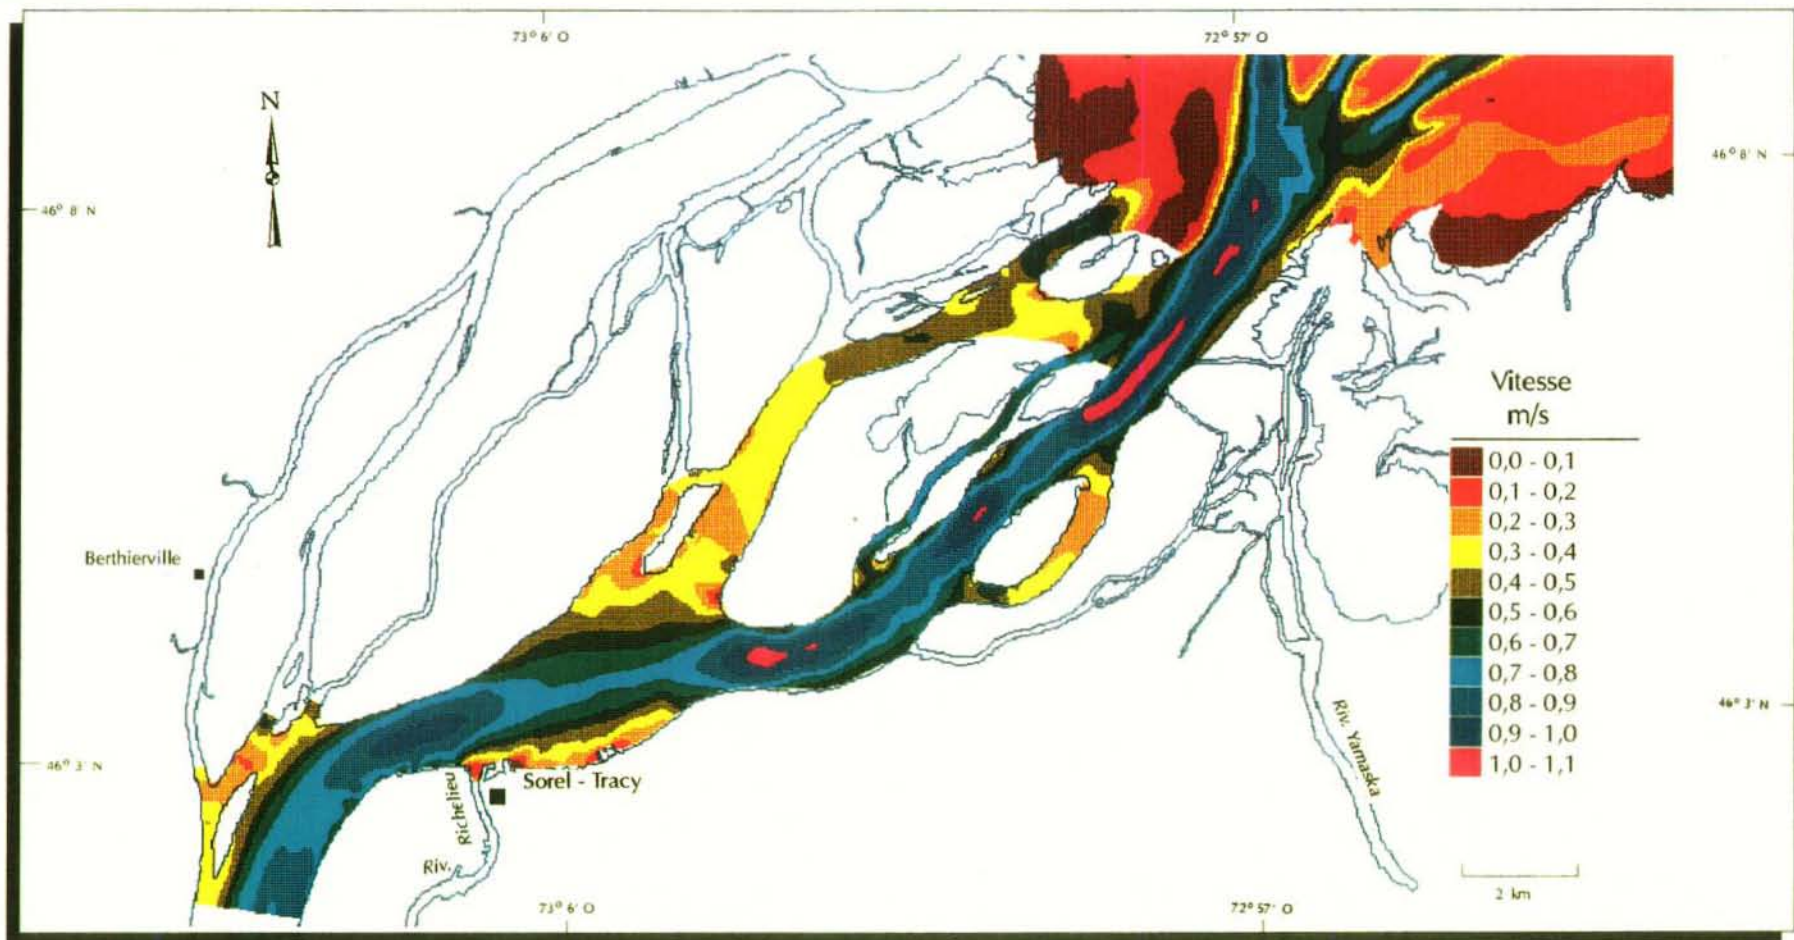 73° 6' O
72° 57' O
N
46° 8' N
46° 8' N
Vitesse
m/s
0,0 - 0,1
0,1 - 0,2
0,2 - 0,3
0,3 - 0,4
0,4 - 0,5
0,5 - 0,6
0,6 - 0,7
0,7 - 0,8
0,8 - 0,9
0,9 - 1,0
1,0 - 1,1
Berthierville
46° 3' N
46° 3' N
Sorel - Tracy
Riv. Richelieu
Riv. Yamaska
2 km
73° 6' O
72° 57' O